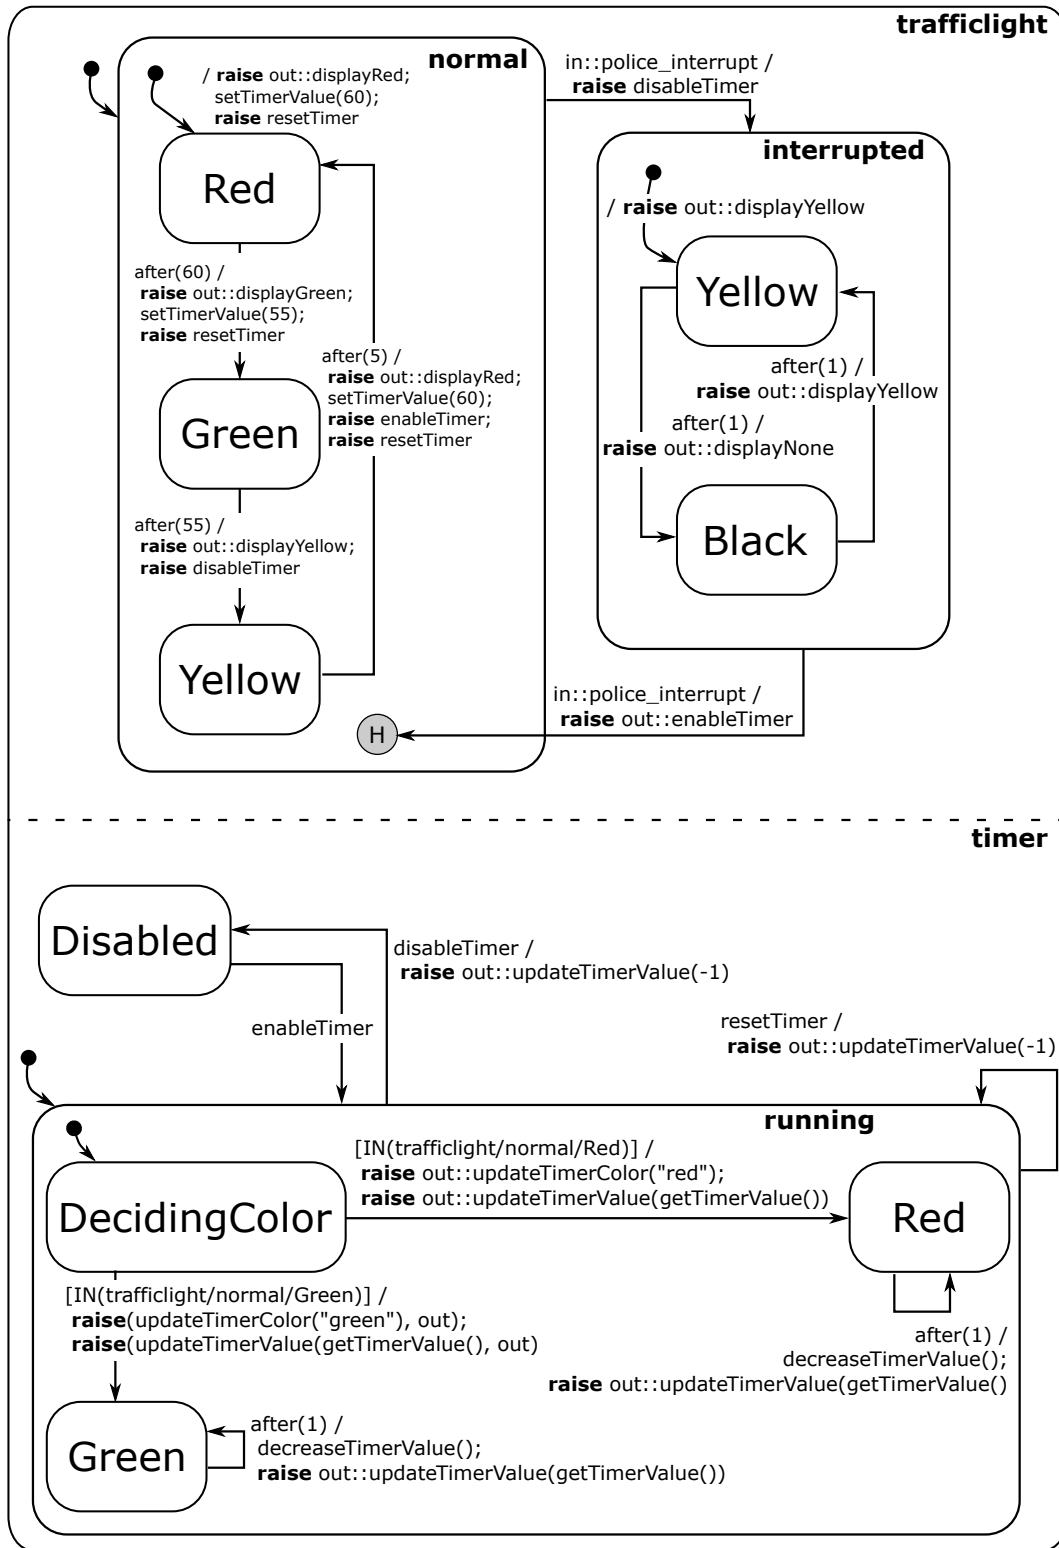 trafficlight
normal
/ raise out::displayRed;
setTimerValue(60);
raise resetTimer
Red
after(60) /
raise out::displayGreen;
setTimerValue(55);
raise resetTimer
after(5) /
raise out::displayRed;
setTimerValue(60);
raise enableTimer;
raise resetTimer
Green
after(55) /
raise out::displayYellow;
raise disableTimer
Yellow
H
in::police_interrupt /
raise disableTimer
interrupted
/ raise out::displayYellow
Yellow
after(1) /
raise out::displayYellow
after(1) /
raise out::displayNone
Black
in::police_interrupt /
raise out::enableTimer
timer
Disabled
disableTimer /
raise out::updateTimerValue(-1)
enableTimer
resetTimer /
raise out::updateTimerValue(-1)
running
[IN(trafficlight/normal/Red)] /
raise out::updateTimerColor("red");
raise out::updateTimerValue(getTimerValue())
DecidingColor
Red
[IN(trafficlight/normal/Green)] /
raise(updateTimerColor("green"), out);
raise(updateTimerValue(getTimerValue(), out)
after(1) /
decreaseTimerValue();
raise out::updateTimerValue(getTimerValue()
Green
after(1) /
decreaseTimerValue();
raise out::updateTimerValue(getTimerValue())